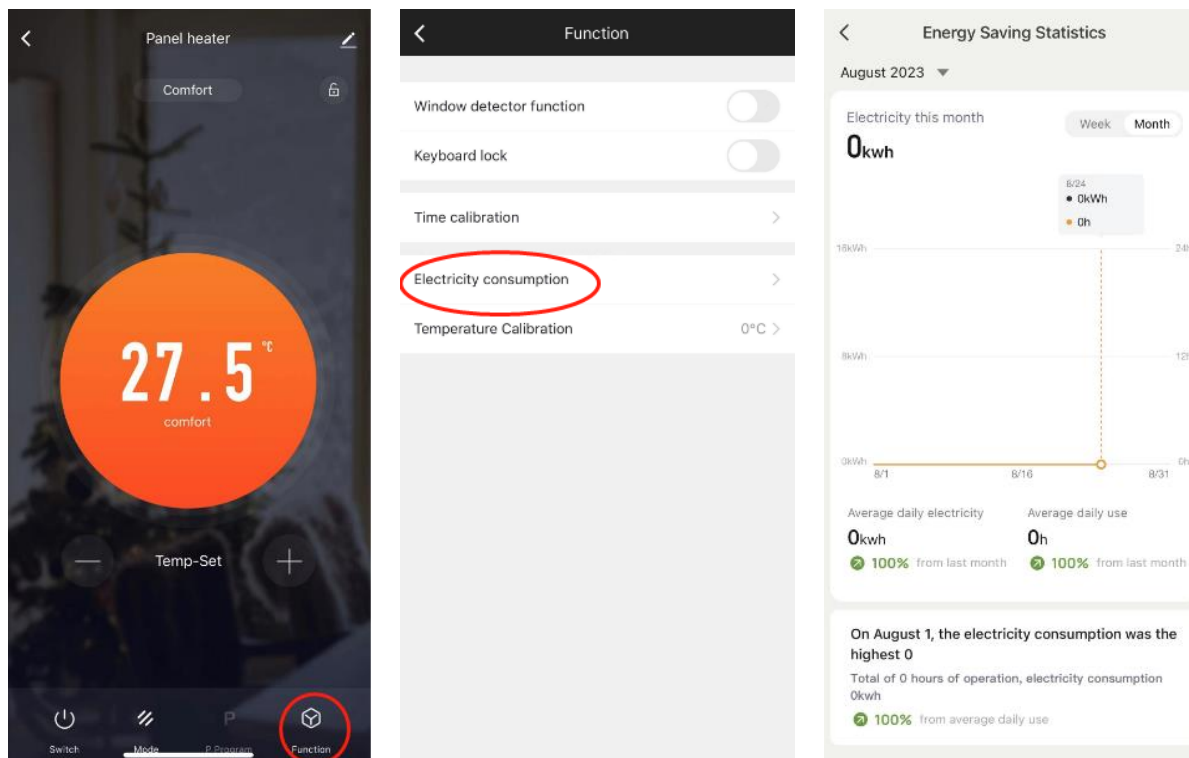 Panel heater
Comfort
27.5 °C
comfort
Temp-Set
Switch
Mode
P
P.Program
Function
Function
Window detector function
Keyboard lock
Time calibration
Electricity consumption
Temperature Calibration 0°C
Energy Saving Statistics
August 2023
Electricity this month
Week Month
0kwh
8/24
0kWh
0h
16kWh 24h
8kWh 12h
0kWh 0h
8/1 8/16 8/31
Average daily electricity Average daily use
0kwh 0h
100% from last month 100% from last month
On August 1, the electricity consumption was the
highest 0
Total of 0 hours of operation, electricity consumption
0kwh
100% from average daily use